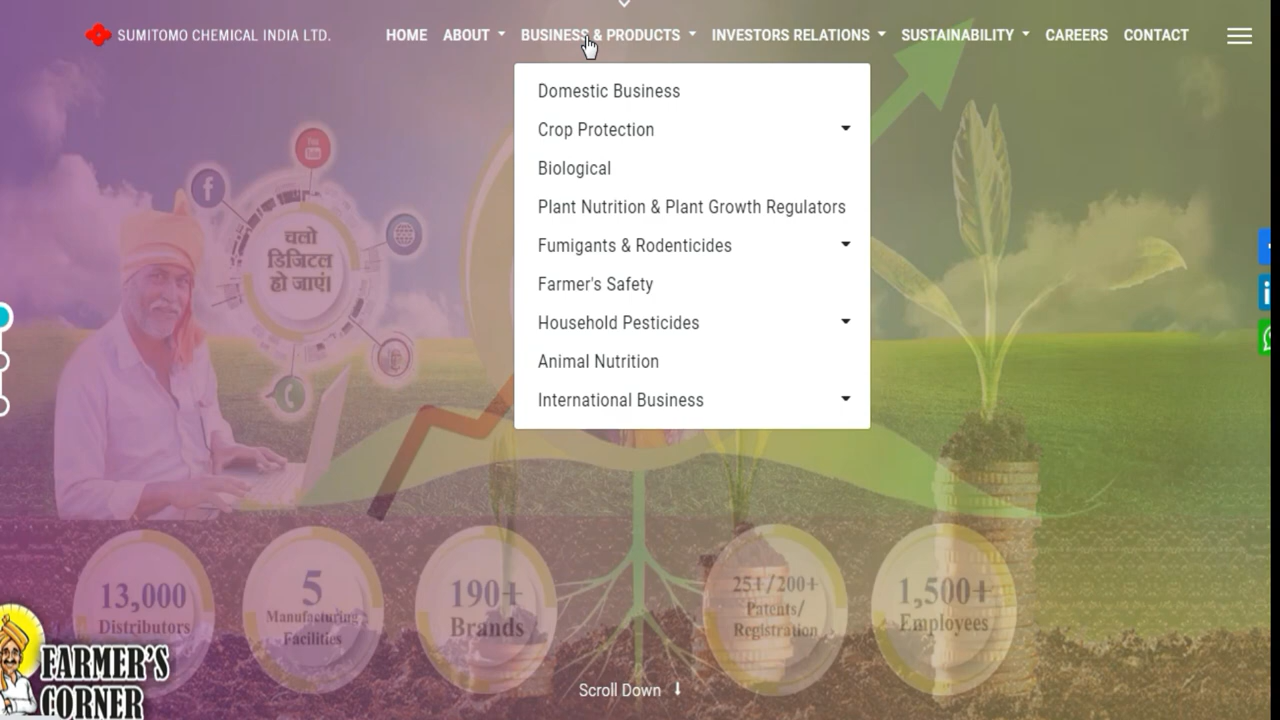 SUMITOMO CHEMICAL INDIA LTD.
HOME ABOUT BUSINESS & PRODUCTS INVESTORS RELATIONS SUSTAINABILITY CAREERS CONTACT
Domestic Business
Crop Protection
Biological
Plant Nutrition & Plant Growth Regulators
Fumigants & Rodenticides
Farmer's Safety
Household Pesticides
Animal Nutrition
International Business
You
Tube
f
चलो
डिजिटल
हो जाएं।
13,000
Distributors
5
Manufacturing
Facilities
190+
Brands
251/200+
Patents/
Registration
1,500+
Employees
FARMER'S
CORNER
Scroll Down